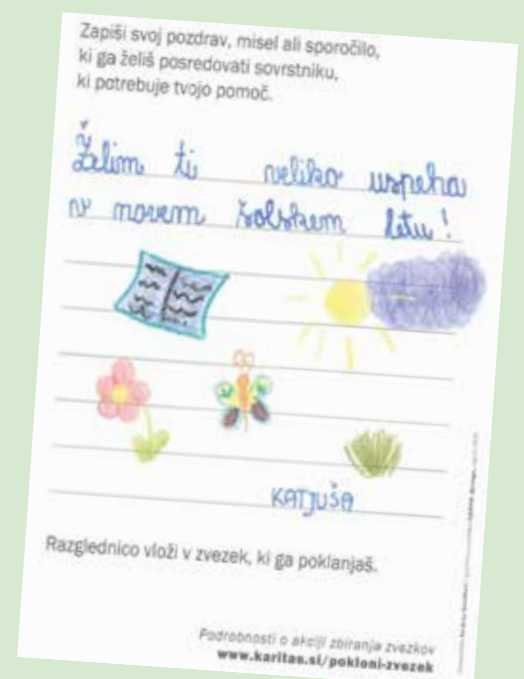 Zapiši svoj pozdrav, misel ali sporočilo,
ki ga želiš posredovati sovrstniku,
ki potrebuje tvojo pomoč.
Želim ti veliko uspeha
v novem šolskem letu!
KATJUŠA
Razglednico vloži v zvezek, ki ga poklanjaš.
Podrobnosti o akciji zbiranja zvezkov
www.karitas.si/pokloni-zvezek